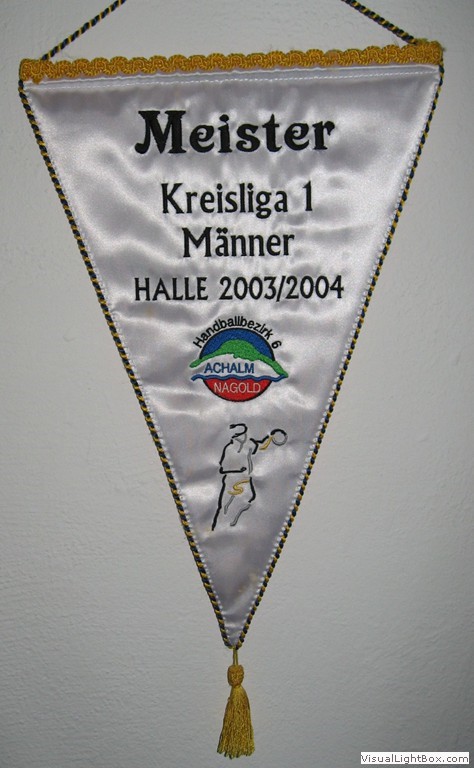 Meister
Kreisliga 1
Männer
HALLE 2003/2004
Handballbezirk 6
ACHALM
NAGOLD
VisualLightBox.com